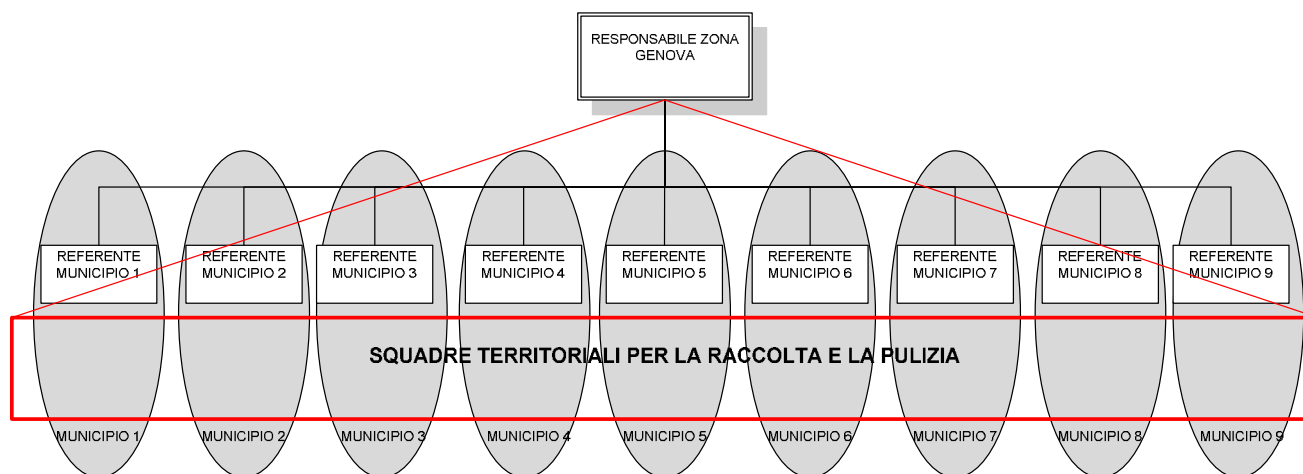 RESPONSABILE ZONA
GENOVA
REFERENTE
MUNICIPIO 1
REFERENTE
MUNICIPIO 2
REFERENTE
MUNICIPIO 3
REFERENTE
MUNICIPIO 4
REFERENTE
MUNICIPIO 5
REFERENTE
MUNICIPIO 6
REFERENTE
MUNICIPIO 7
REFERENTE
MUNICIPIO 8
REFERENTE
MUNICIPIO 9
SQUADRE TERRITORIALI PER LA RACCOLTA E LA PULIZIA
MUNICIPIO 1
MUNICIPIO 2
MUNICIPIO 3
MUNICIPIO 4
MUNICIPIO 5
MUNICIPIO 6
MUNICIPIO 7
MUNICIPIO 8
MUNICIPIO 9